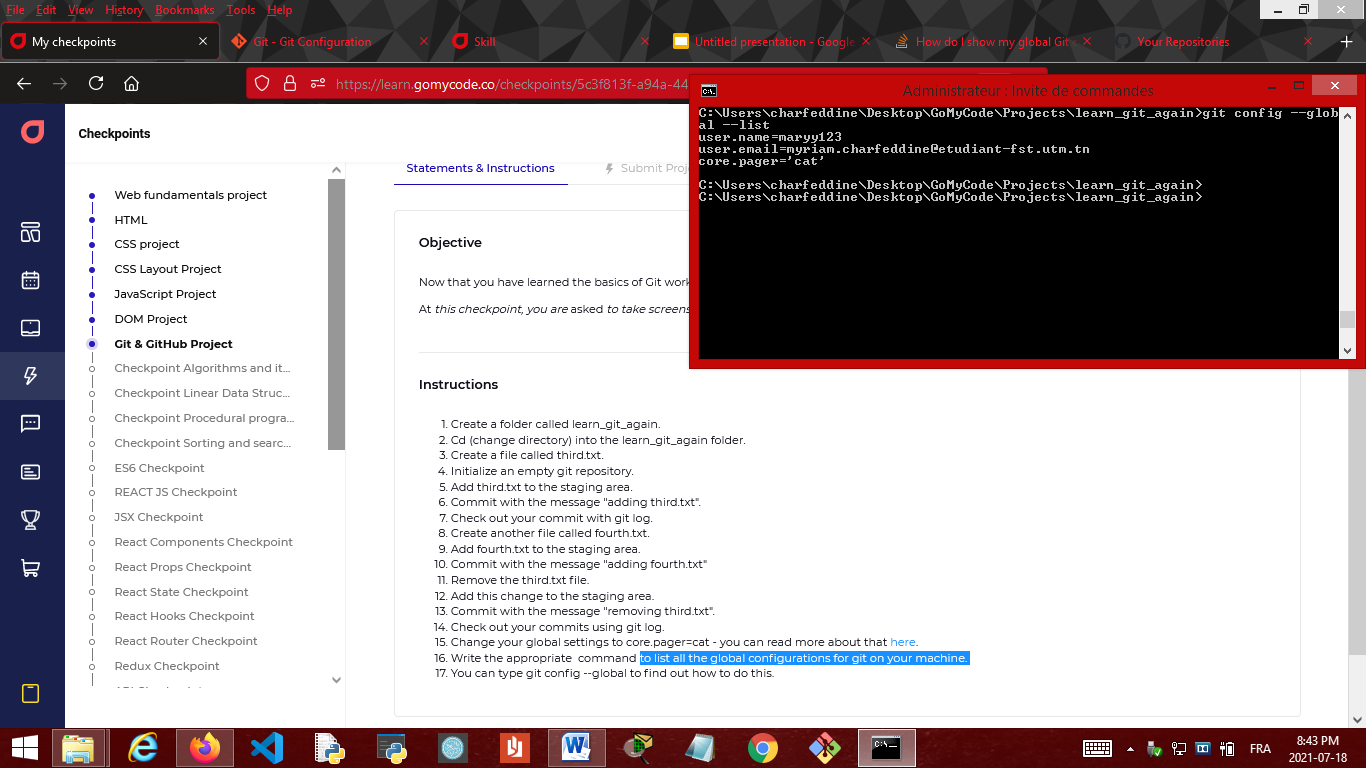 File Edit View History Bookmarks Tools Help
My checkpoints
Git - Git Configuration
Skill
Untitled presentation - Google
How do I show my global Git
Your Repositories
https://learn.gomycode.co/checkpoints/5c3f813f-a94a-44
Administrateur : Invite de commandes
C:\Users\charfeddine\Desktop\GoMyCode\Projects\learn_git_again>git config --glob
al --list
user.name=maryy123
user.email=myriam.charfeddine@etudiant-fst.utm.tn
core.pager='cat'
C:\Users\charfeddine\Desktop\GoMyCode\Projects\learn_git_again>
C:\Users\charfeddine\Desktop\GoMyCode\Projects\learn_git_again>
Checkpoints
Web fundamentals project
HTML
CSS project
CSS Layout Project
JavaScript Project
DOM Project
Git & GitHub Project
Checkpoint Algorithms and it...
Checkpoint Linear Data Struc...
Checkpoint Procedural progra...
Checkpoint Sorting and searc...
ES6 Checkpoint
REACT JS Checkpoint
JSX Checkpoint
React Components Checkpoint
React Props Checkpoint
React State Checkpoint
React Hooks Checkpoint
React Router Checkpoint
Redux Checkpoint
Statements & Instructions
Submit Proj
Objective
Now that you have learned the basics of Git work
At this checkpoint, you are asked to take screens
Instructions
1. Create a folder called learn_git_again.
2. Cd (change directory) into the learn_git_again folder.
3. Create a file called third.txt.
4. Initialize an empty git repository.
5. Add third.txt to the staging area.
6. Commit with the message "adding third.txt".
7. Check out your commit with git log.
8. Create another file called fourth.txt.
9. Add fourth.txt to the staging area.
10. Commit with the message "adding fourth.txt"
11. Remove the third.txt file.
12. Add this change to the staging area.
13. Commit with the message "removing third.txt".
14. Check out your commits using git log.
15. Change your global settings to core.pager=cat - you can read more about that here.
16. Write the appropriate command to list all the global configurations for git on your machine.
17. You can type git config --global to find out how to do this.
FRA
8:43 PM
2021-07-18